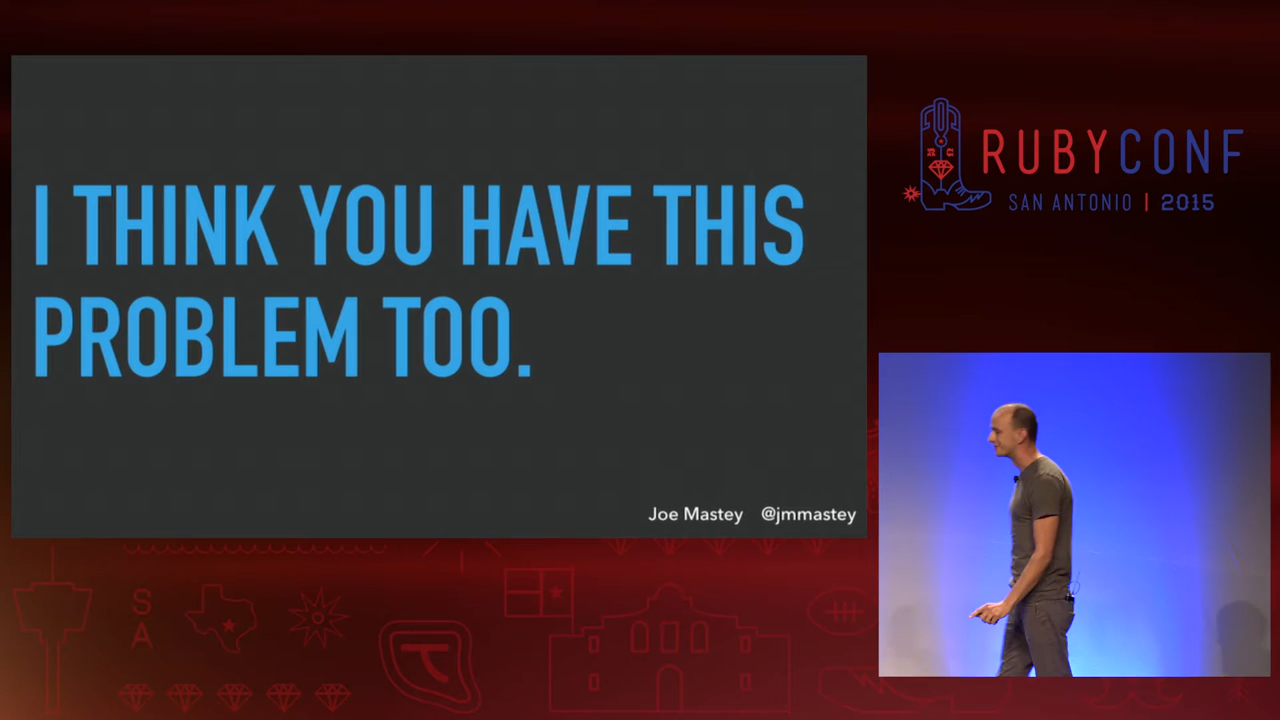 I THINK YOU HAVE THIS
PROBLEM TOO.
Joe Mastey @jmmastey
RUBYCONF
SAN ANTONIO | 2015
S
A